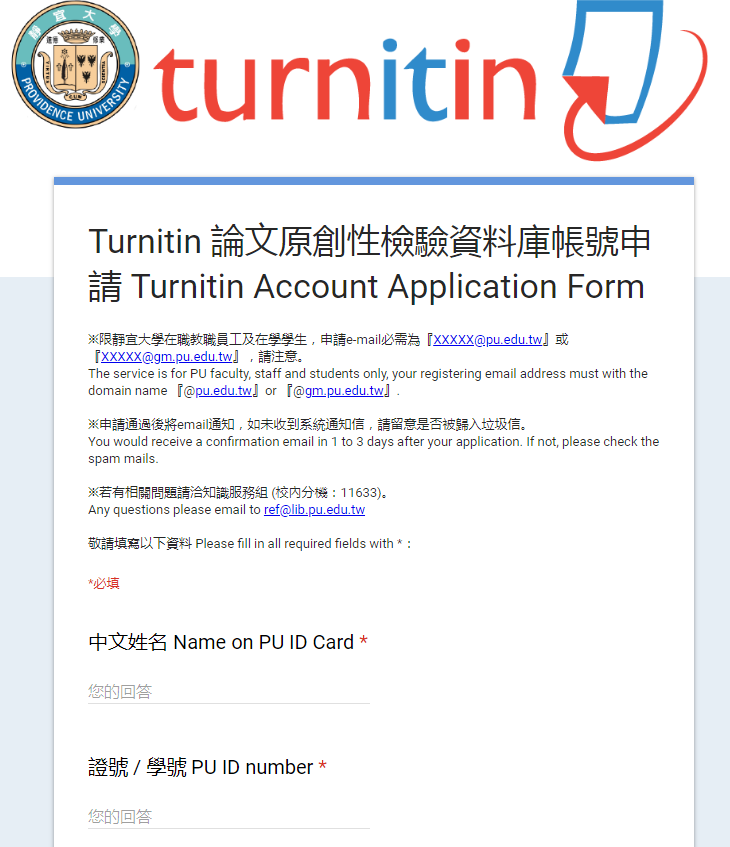 靜宜大學
PROVIDENCE UNIVERSITY
turnitin
Turnitin 論文原創性檢驗資料庫帳號申
請 Turnitin Account Application Form
※限靜宜大學在職教職員工及在學學生，申請e-mail必需為『XXXXX@pu.edu.tw』或
『XXXXX@gm.pu.edu.tw』，請注意。
The service is for PU faculty, staff and students only, your registering email address must with the
domain name 『@pu.edu.tw』or 『@gm.pu.edu.tw』.
※申請通過後將email通知，如未收到系統通知信，請留意是否被歸入垃圾信。
You would receive a confirmation email in 1 to 3 days after your application. If not, please check the
spam mails.
※若有相關問題請洽知識服務組 (校內分機：11633)。
Any questions please email to ref@lib.pu.edu.tw
敬請填寫以下資料 Please fill in all required fields with *：
*必填
中文姓名 Name on PU ID Card *
您的回答
證號 / 學號 PU ID number *
您的回答